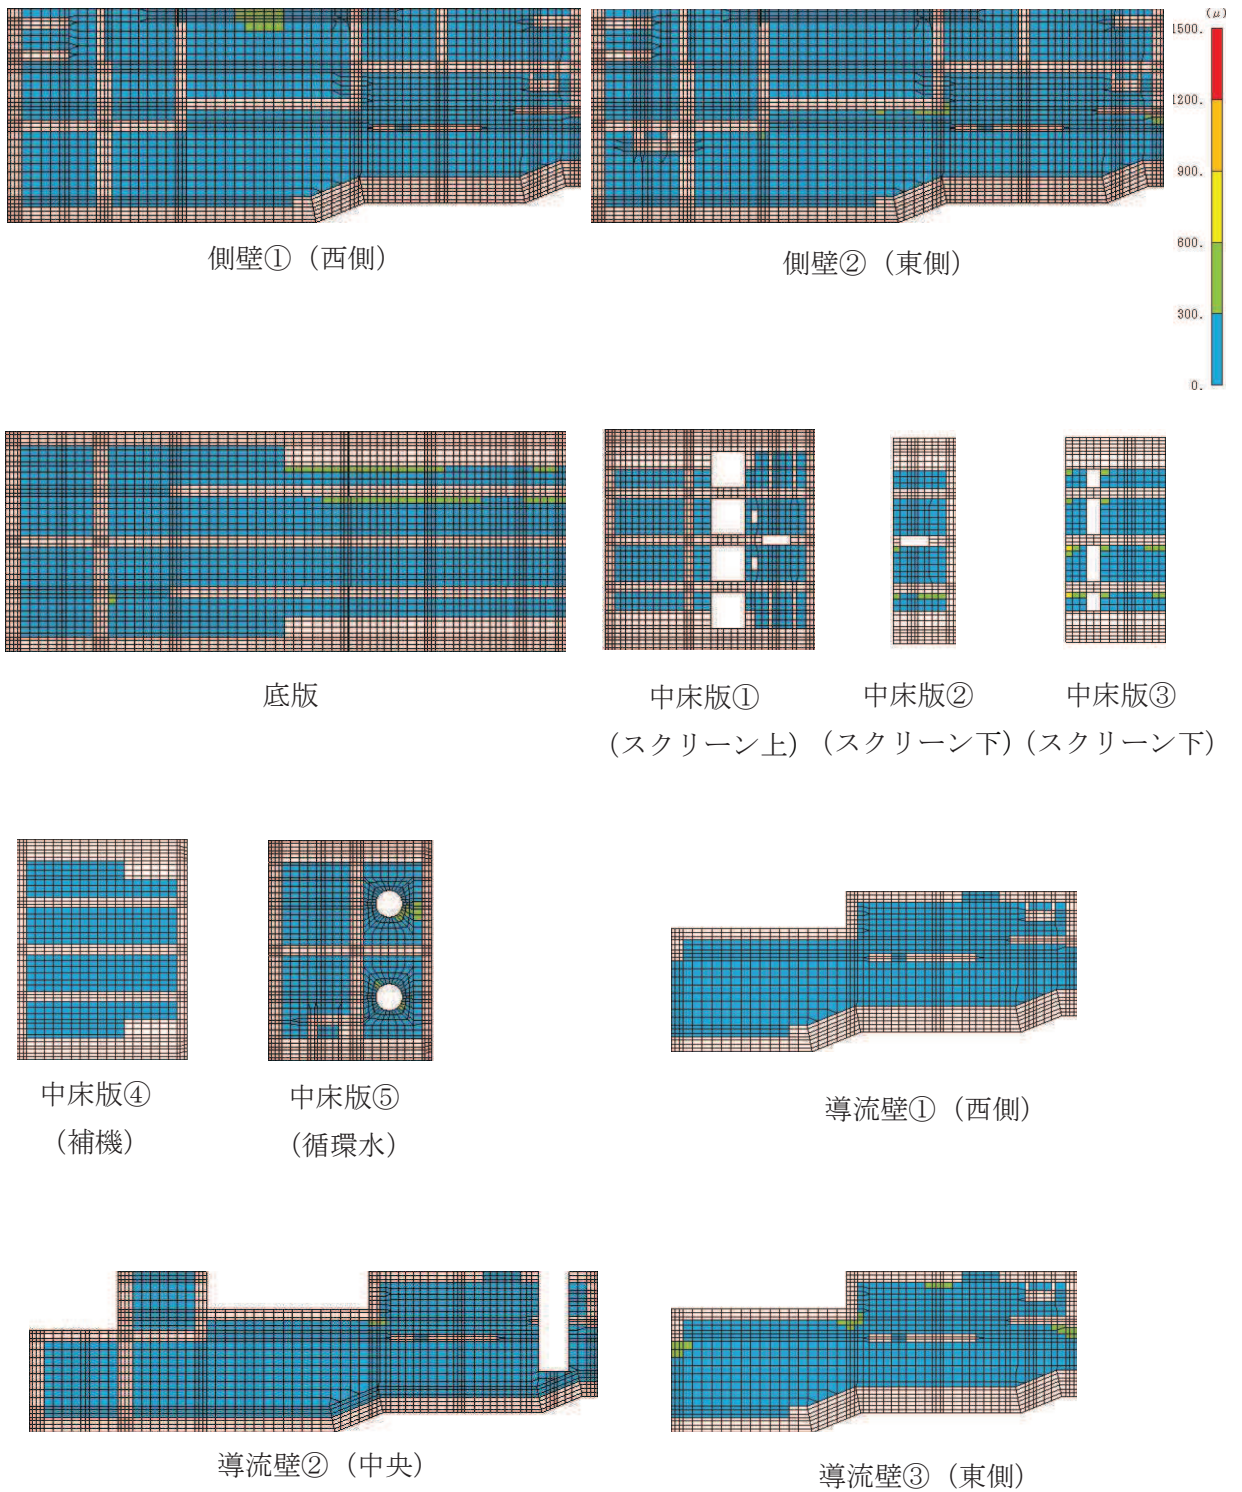 (μ)
1500.
1200.
900.
600.
300.
0.
側壁①（西側）
側壁②（東側）
底版
中床版①
（スクリーン上）
中床版②
（スクリーン下）
中床版③
（スクリーン下）
中床版④
（補機）
中床版⑤
（循環水）
導流壁①（西側）
導流壁②（中央）
導流壁③（東側）